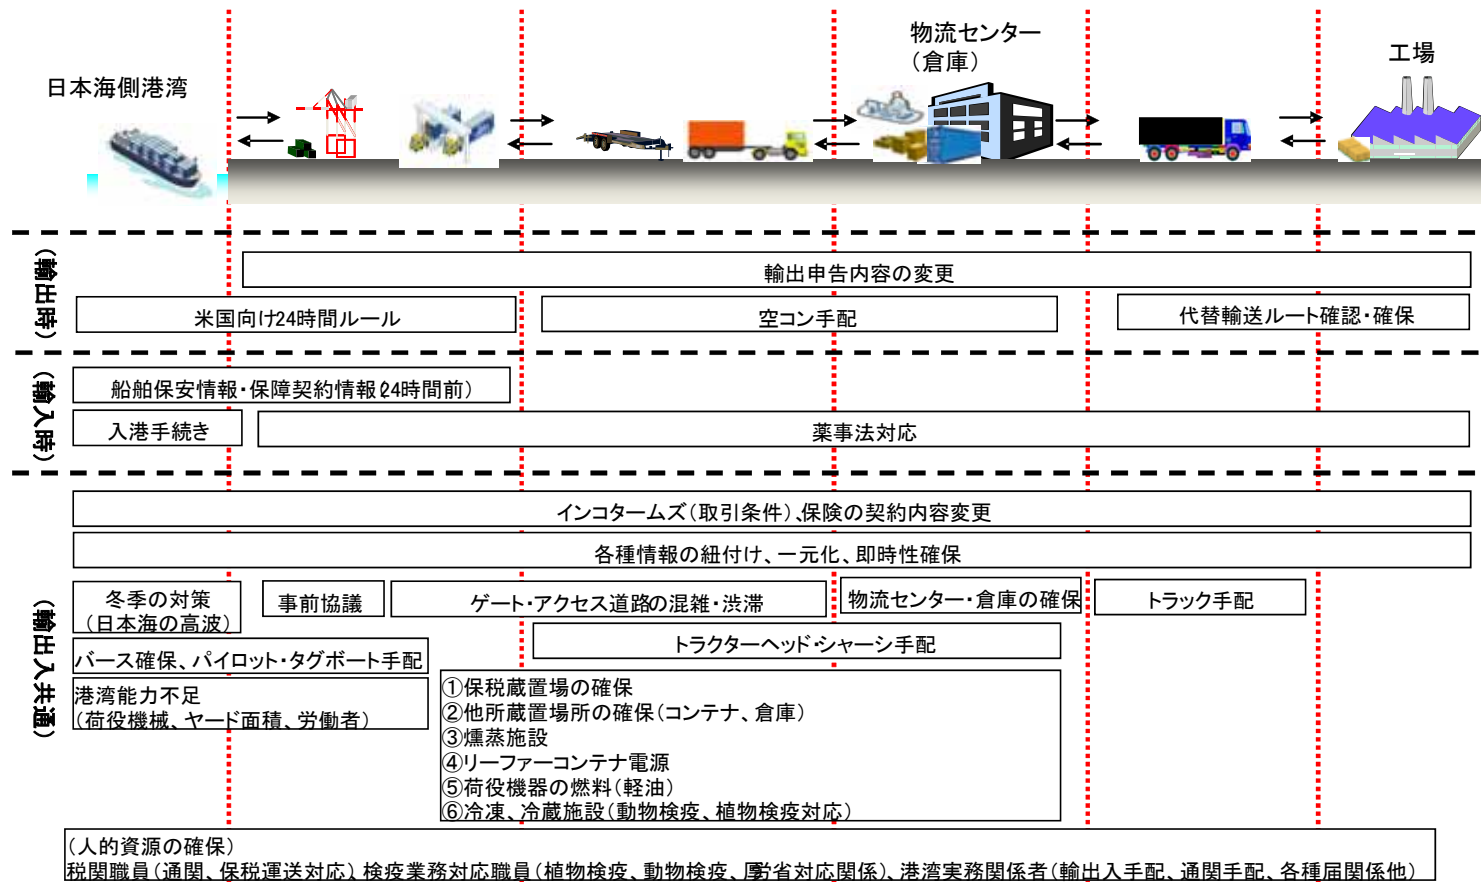 物流センター
(倉庫)
工場
日本海側港湾
(輸出時)
輸出申告内容の変更
米国向け24時間ルール
空コン手配
代替輸送ルート確認・確保
(輸入時)
船舶保安情報・保障契約情報(24時間前)
入港手続き
薬事法対応
(輸出入共通)
インコタームズ(取引条件)、保険の契約内容変更
各種情報の紐付け、一元化、即時性確保
冬季の対策
(日本海の高波)
事前協議
ゲート・アクセス道路の混雑・渋滞
物流センター・倉庫の確保
トラック手配
トラクターヘッド・シャーシ手配
バース確保、パイロット・タグボート手配
港湾能力不足
(荷役機械、ヤード面積、労働者)
①保税蔵置場の確保
②他所蔵置場所の確保(コンテナ、倉庫)
③燻蒸施設
④リーファーコンテナ電源
⑤荷役機器の燃料(軽油)
⑥冷凍、冷蔵施設(動物検疫、植物検疫対応)
(人的資源の確保)
税関職員(通関、保税運送対応)、検疫業務対応職員(植物検疫、動物検疫、厚労省対応関係)、港湾実務関係者(輸出入手配、通関手配、各種届関係他)